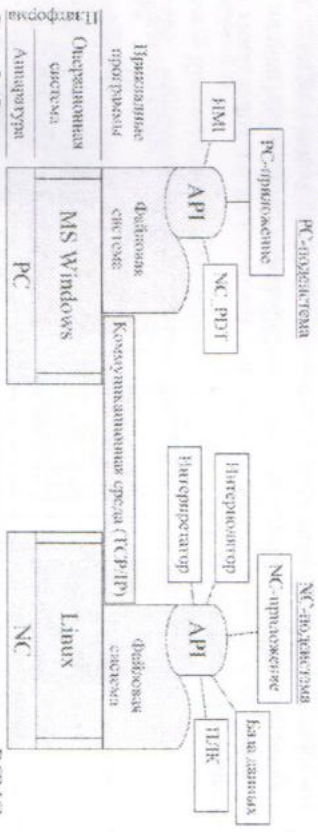 PC-подсистема
NC-подсистема
PC-приложение
NC-приложение
HMI
API
NC_PDT
Интерполятор
Интерпретатор
API
База данных
ПЛК
Прикладные
программы
Файловая
система
Коммуникационная среда (TCP/IP)
Файловая
система
Платформа
Операционная
система
MS Windows
Linux
Аппаратура
PC
NC